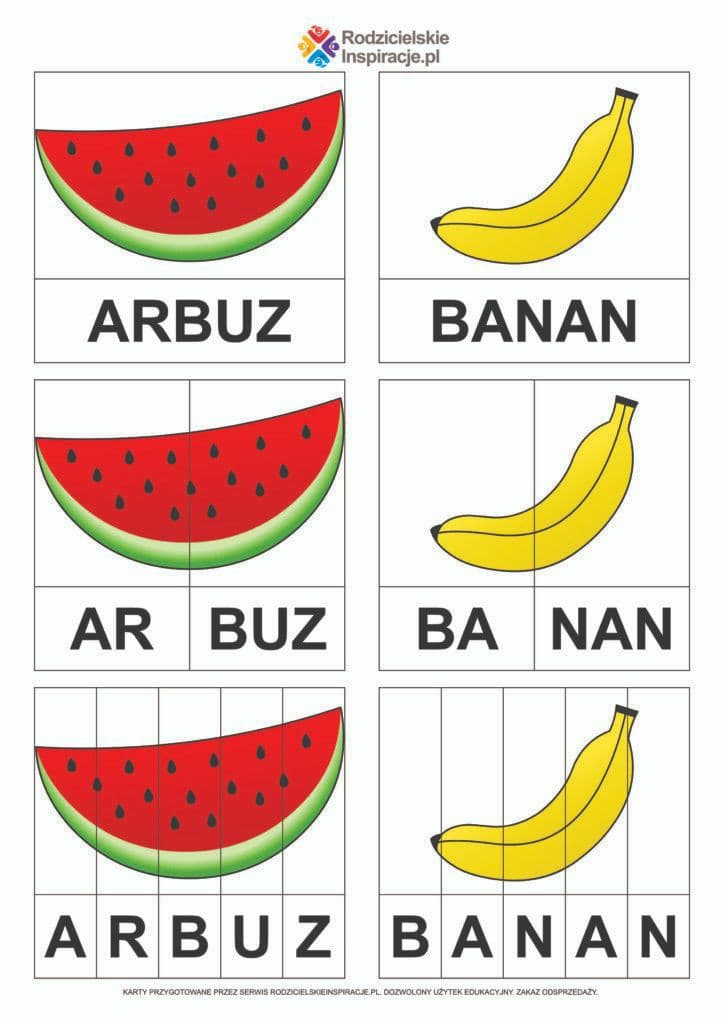 Rodzicielskie
Inspiracje.pl
ARBUZ
BANAN
AR BUZ
BA NAN
A R B U Z
B A N A N
KARTY PRZYGOTOWANE PRZEZ SERWIS RODZICIELSKIEINSPIRACJE.PL. DOZWOLONY UŻYTEK EDUKACYJNY. ZAKAZ ODSPRZEDAŻY.